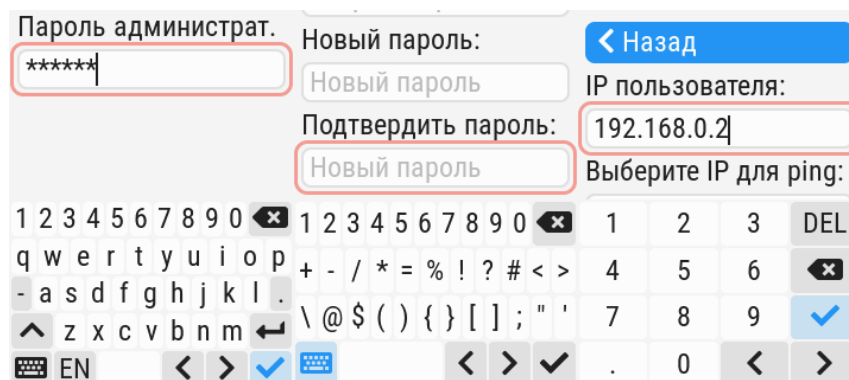 Пароль администрат.
******
1 2 3 4 5 6 7 8 9 0
q w e r t y u i o p
- a s d f g h j k l .
z x c v b n m
EN
Новый пароль:
Новый пароль
Подтвердить пароль:
Новый пароль
1 2 3 4 5 6 7 8 9 0
+ - / * = % ! ? # < >
\ @ $ ( ) { } [ ] ; " '
Назад
IP пользователя:
192.168.0.2
Выберите IP для ping:
1 2 3 DEL
4 5 6
7 8 9
. 0